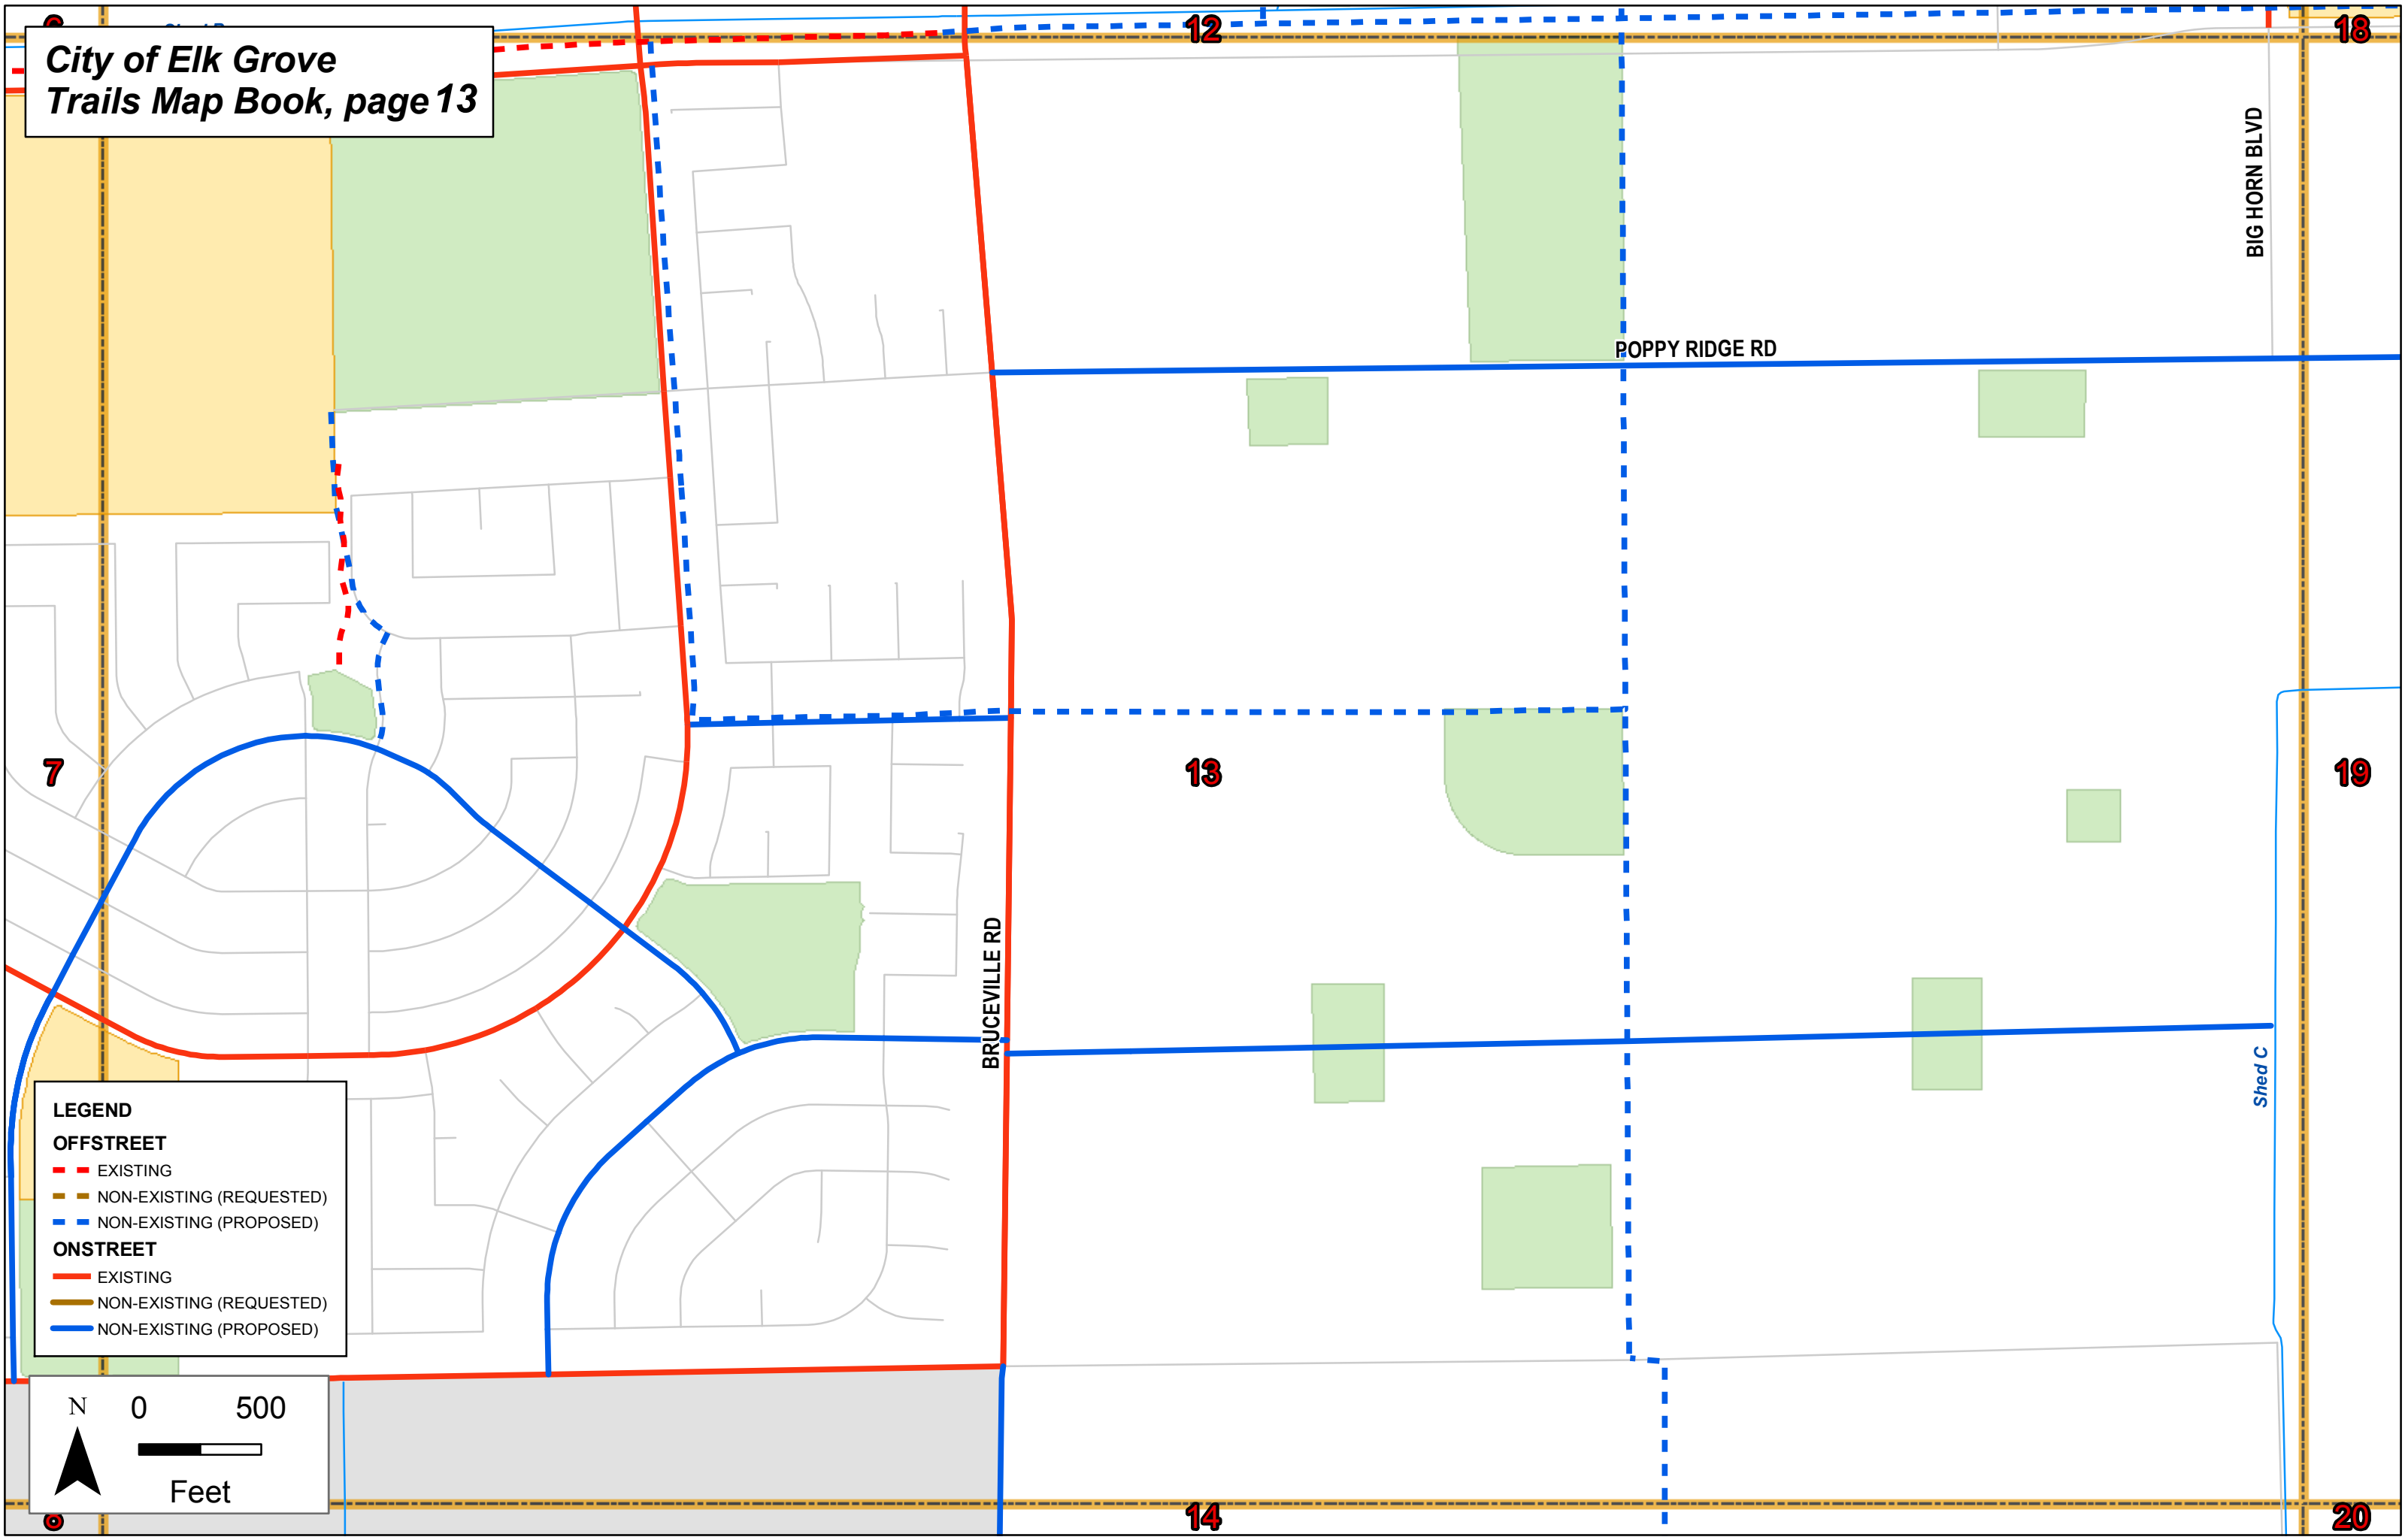 City of Elk Grove
Trails Map Book, page 13
12
18
BIG HORN BLVD
POPPY RIDGE RD
7
13
19
BRUCEVILLE RD
Shed C
LEGEND
OFFSTREET
EXISTING
NON-EXISTING (REQUESTED)
NON-EXISTING (PROPOSED)
ONSTREET
EXISTING
NON-EXISTING (REQUESTED)
NON-EXISTING (PROPOSED)
N
0 500
Feet
14
20